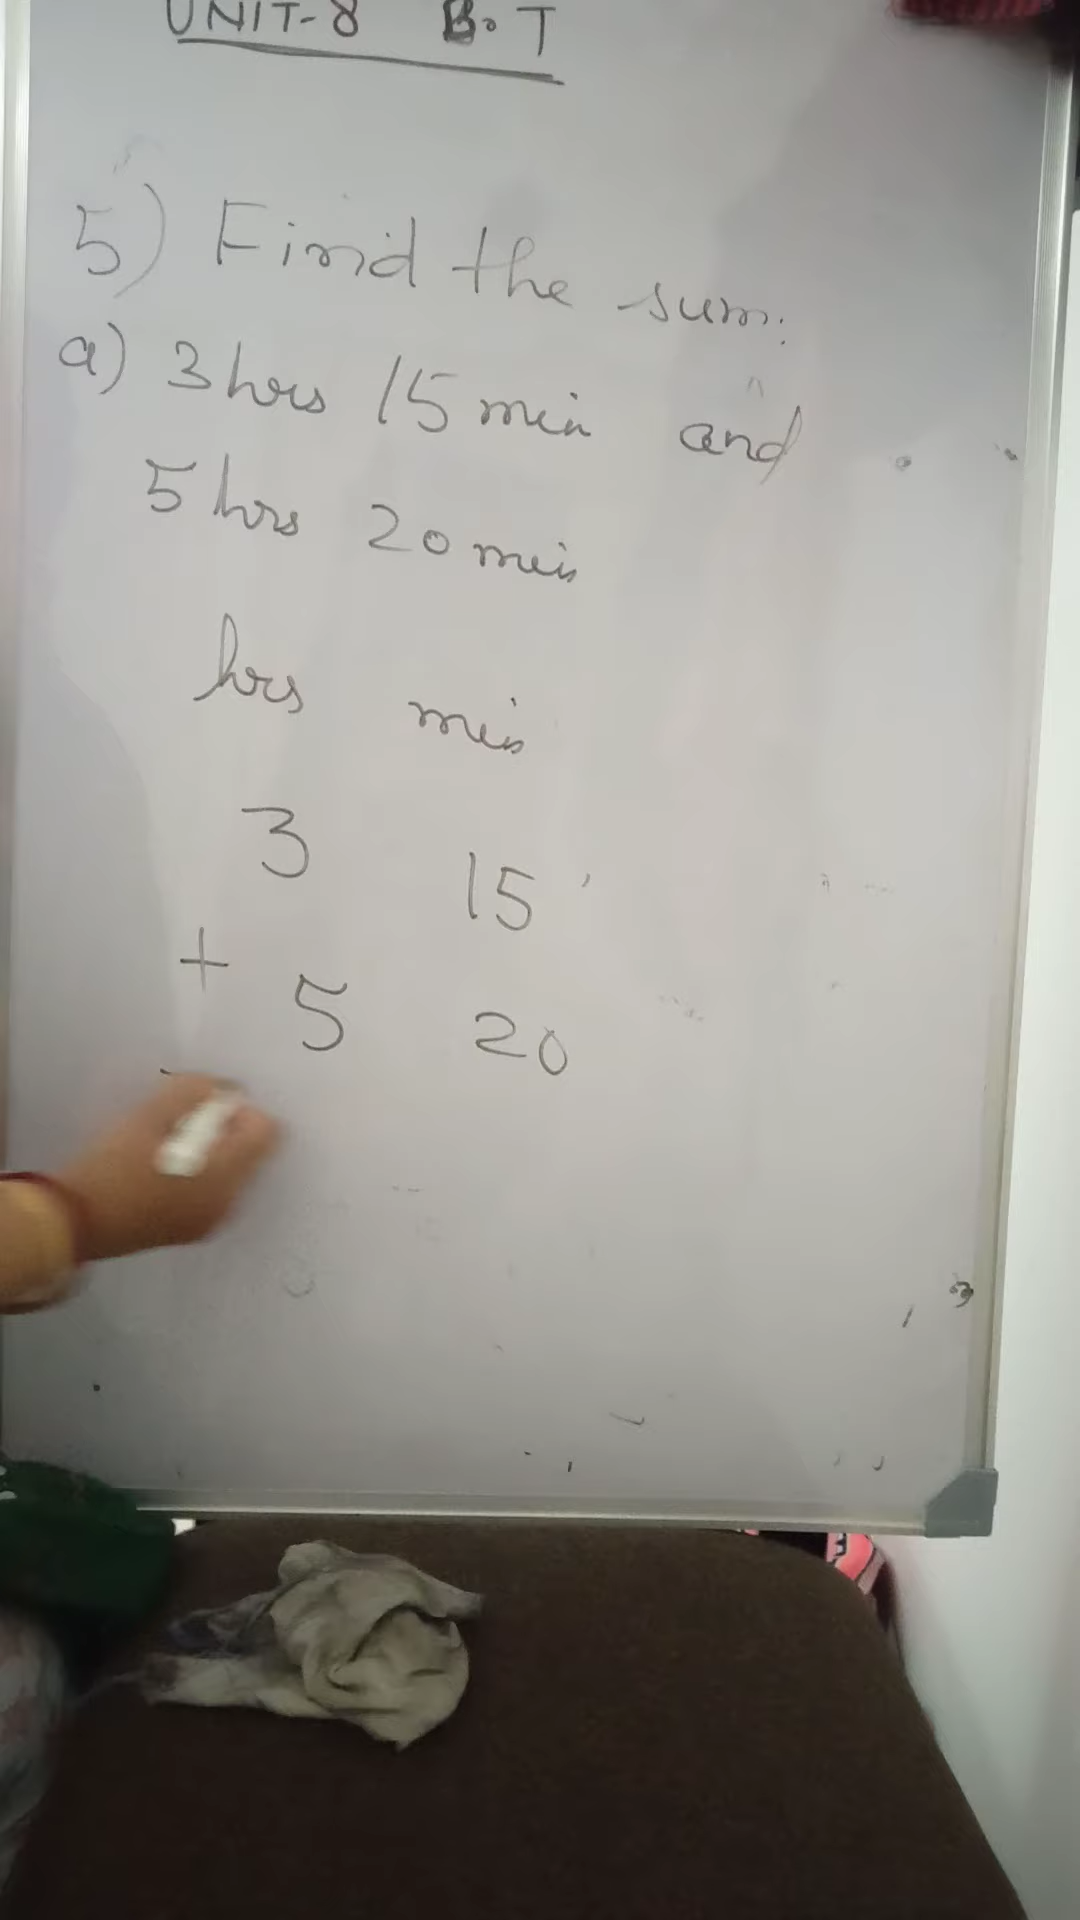 UNIT-8 B.T
5) Find the sum:
a) 3 hrs 15 min and
5 hrs 20 min
hrs min
3 15
+ 5 20